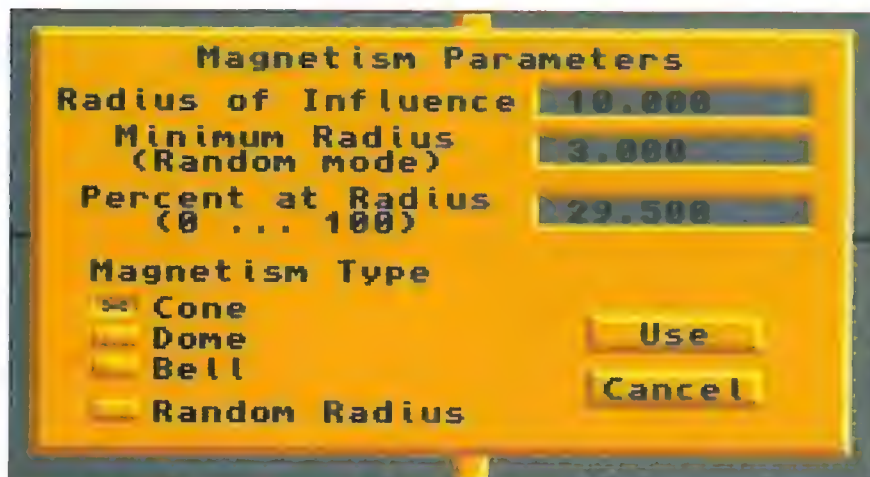 Magnetism Parameters
Radius of Influence 10.000
Minimum Radius
(Random mode) 3.000
Percent at Radius
(0 ... 100) 29.500
Magnetism Type
Cone
Dome
Bell
Use
Random Radius
Cancel